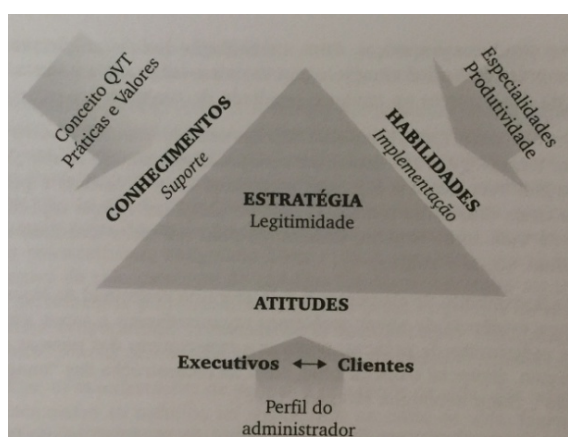 Conceito QVT
Práticas e Valores
CONHECIMENTOS
Suporte
Especialidades
Produtividade
HABILIDADES
Implementação
ESTRATÉGIA
Legitimidade
ATITUDES
Executivos ↔ Clientes
Perfil do
administrador